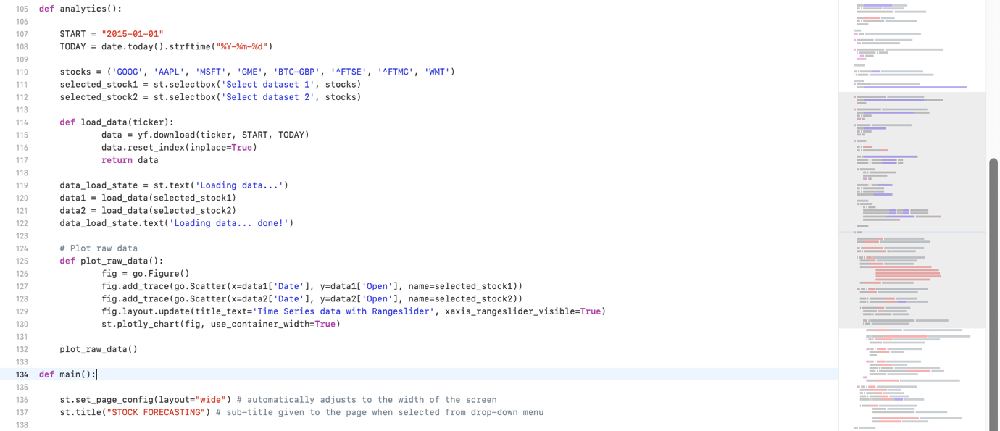 105 def analytics():
106
107 START = "2015-01-01"
108 TODAY = date.today().strftime("%Y-%m-%d")
109
110 stocks = ('GOOG', 'AAPL', 'MSFT', 'GME', 'BTC-GBP', '^FTSE', '^FTMC', 'WMT')
111 selected_stock1 = st.selectbox('Select dataset 1', stocks)
112 selected_stock2 = st.selectbox('Select dataset 2', stocks)
113
114 def load_data(ticker):
115 data = yf.download(ticker, START, TODAY)
116 data.reset_index(inplace=True)
117 return data
118
119 data_load_state = st.text('Loading data...')
120 data1 = load_data(selected_stock1)
121 data2 = load_data(selected_stock2)
122 data_load_state.text('Loading data... done!')
123
124 # Plot raw data
125 def plot_raw_data():
126 fig = go.Figure()
127 fig.add_trace(go.Scatter(x=data1['Date'], y=data1['Open'], name=selected_stock1))
128 fig.add_trace(go.Scatter(x=data2['Date'], y=data2['Open'], name=selected_stock2))
129 fig.layout.update(title_text='Time Series data with Rangeslider', xaxis_rangeslider_visible=True)
130 st.plotly_chart(fig, use_container_width=True)
131
132 plot_raw_data()
133
134 def main():
135
136 st.set_page_config(layout="wide") # automatically adjusts to the width of the screen
137 st.title("STOCK FORECASTING") # sub-title given to the page when selected from drop-down menu
138